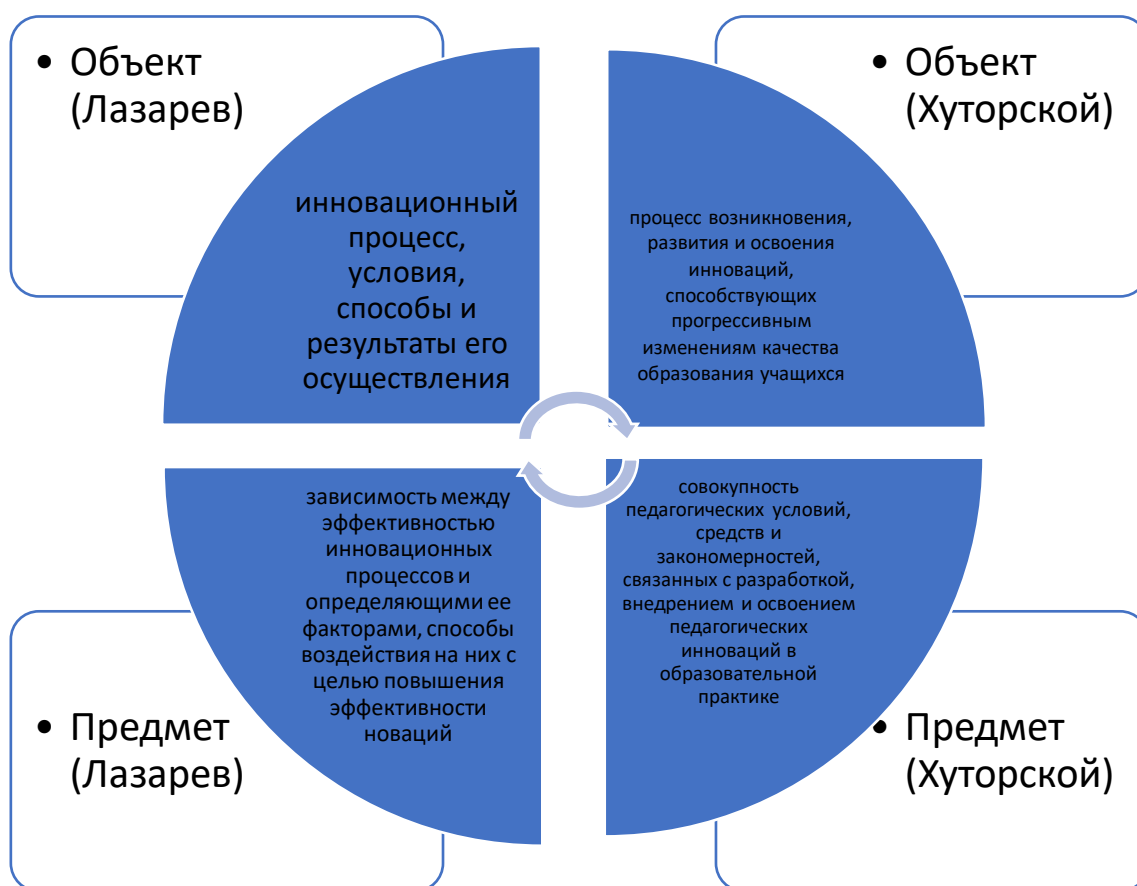 • Объект
(Лазарев)
инновационный
процесс,
условия,
способы и
результаты его
осуществления
• Объект
(Хуторской)
процесс возникновения,
развития и освоения
инноваций,
способствующих
прогрессивным
изменениям качества
образования учащихся
зависимость между
эффективностью
инновационных
процессов и
определяющими ее
факторами, способы
воздействия на них с
целью повышения
эффективности
новаций
• Предмет
(Лазарев)
совокупность
педагогических условий,
средств и
закономерностей,
связанных с разработкой,
внедрением и освоением
педагогических
инноваций в
образовательной
практике
• Предмет
(Хуторской)